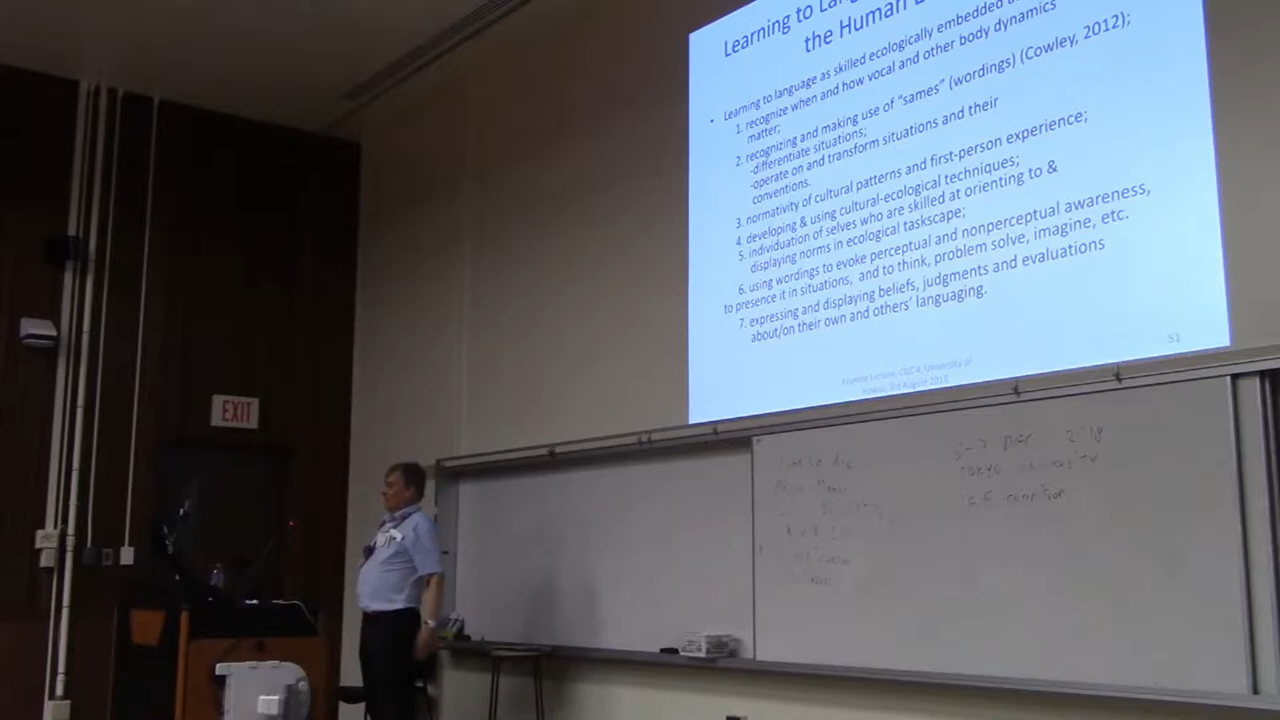 Learning to
the Human
• Learning to language as skilled ecologically embedded
1. recognize when and how vocal and other body dynamics
matter;
2. recognizing and making use of “sames” (wordings) (Cowley, 2012);
-differentiate situations;
-operate on and transform situations and their
conventions.
3. normativity of cultural patterns and first-person experience;
4. developing & using cultural-ecological techniques;
5. individuation of selves who are skilled at orienting to &
displaying norms in ecological taskscape;
6. using wordings to evoke perceptual and nonperceptual awareness,
to presence it in situations, and to think, problem solve, imagine, etc.
7. expressing and displaying beliefs, judgments and evaluations
about/on their own and others‘ languaging.
51
Keynote Lecture, University of
August
EXIT
2018
TOKYO